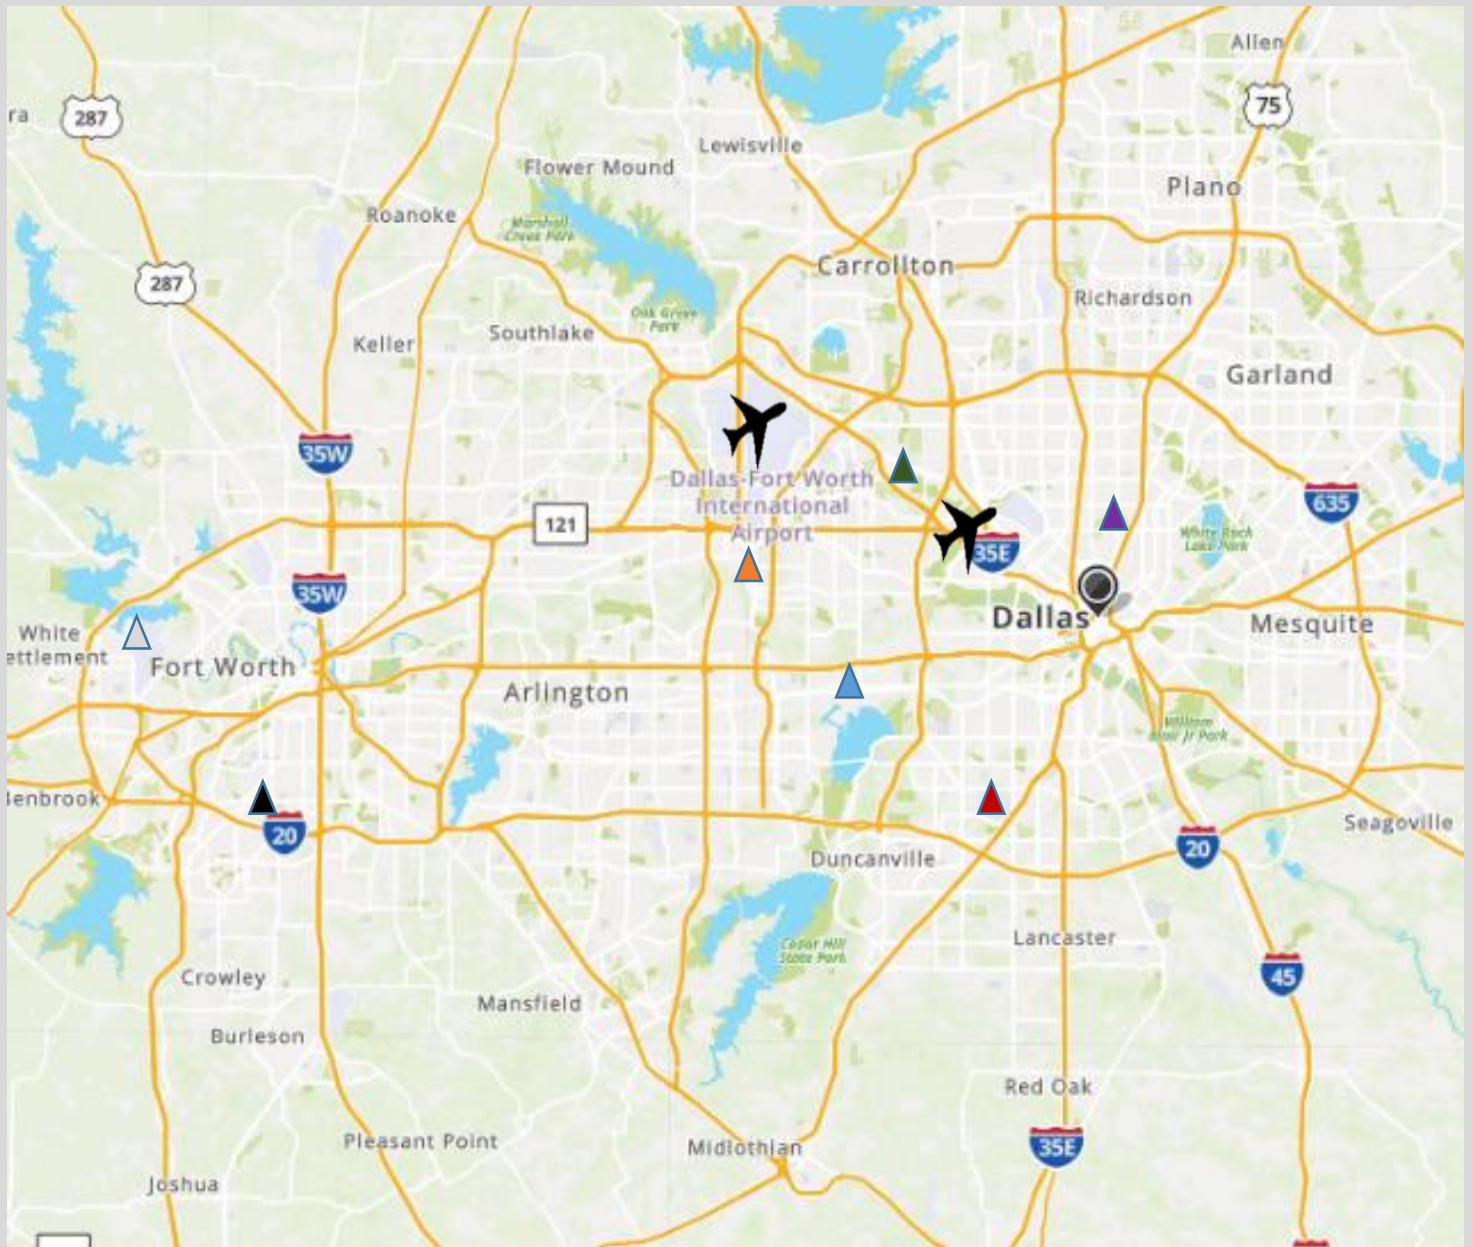 Allen
ra
287
75
Lewisville
Flower Mound
Plano
Roanoke
Marshall
Creek Park
Carrollton
287
Richardson
Oak Grove
Park
Southlake
Keller
Garland
35W
Dallas-Fort Worth
International
Airport
635
121
White Rock
Lake Park
35E
35W
Dallas
Mesquite
White
ettlement
Fort Worth
Arlington
William
Blair Jr Park
Benbrook
20
Seagoville
20
Duncanville
Lancaster
Cedar Hill
State Park
45
Crowley
Mansfield
Burleson
Red Oak
Pleasant Point
Midlothian
35E
Joshua